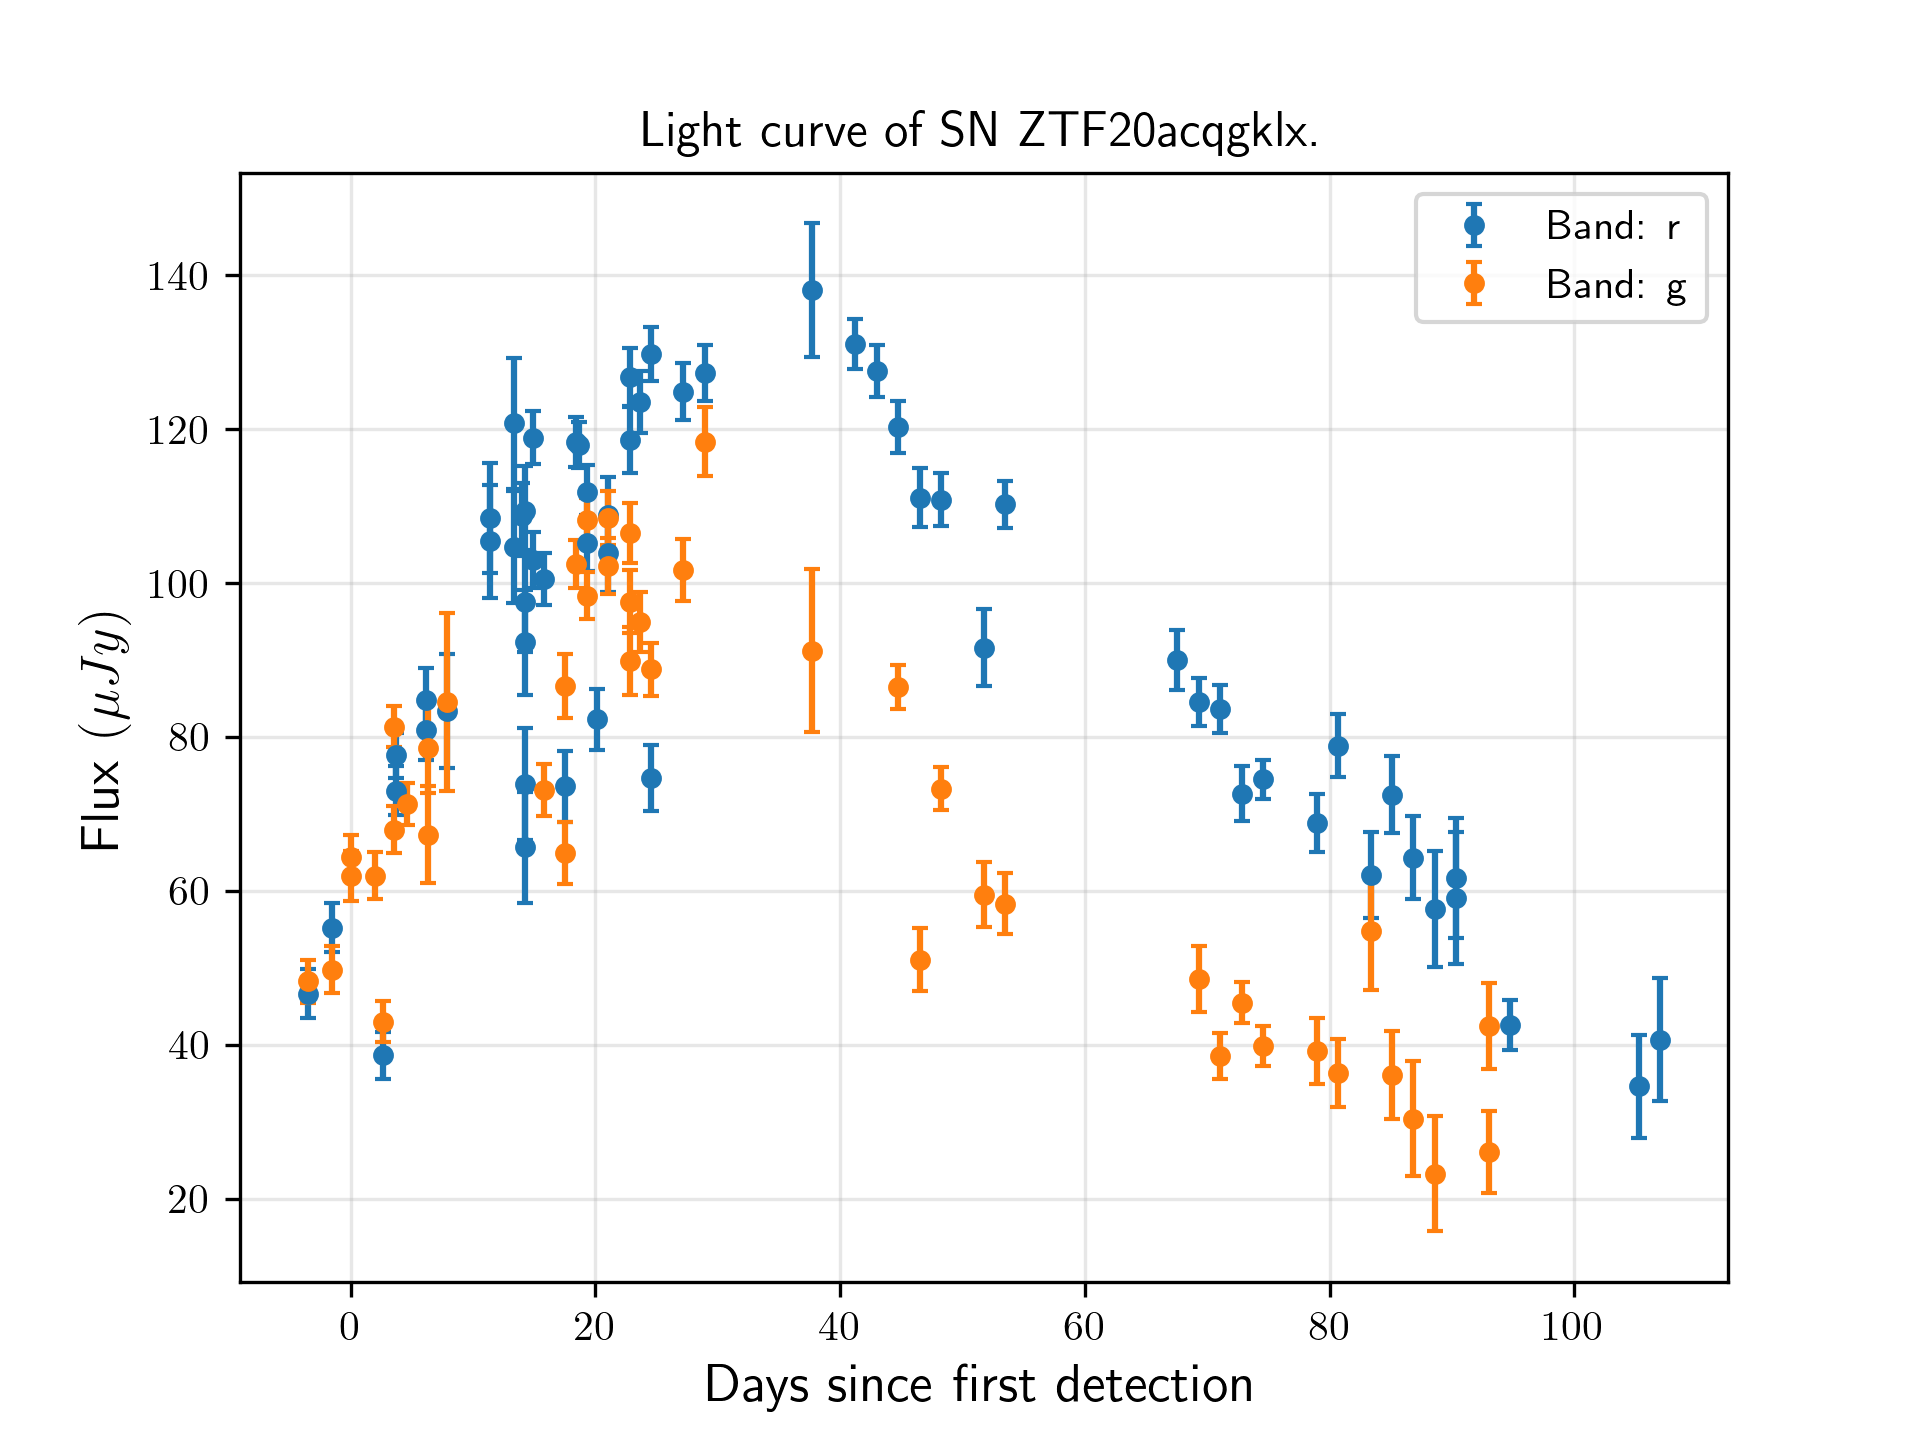 Light curve of SN ZTF20acqgklx.
Band: r
Band: g
140
120
100
80
60
40
20
Flux (μJy)
0 20 40 60 80 100
Days since first detection